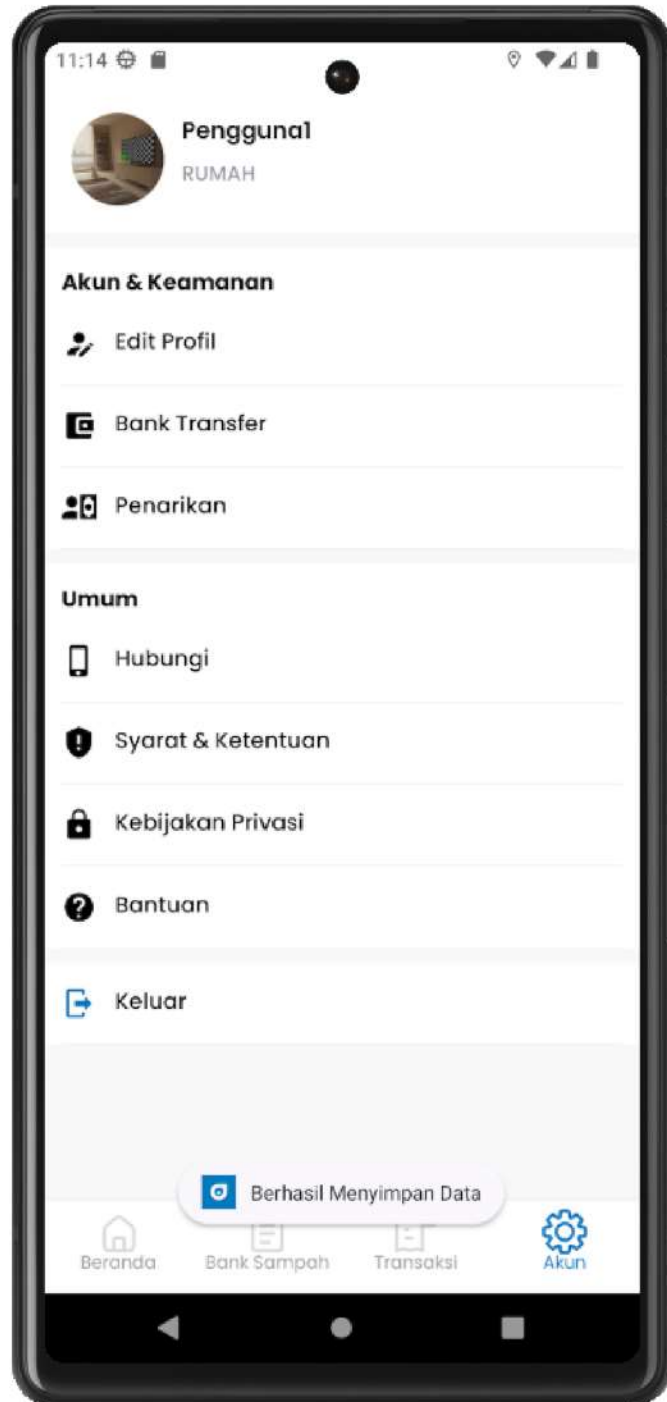 11:14
Pengguna1
RUMAH
Akun & Keamanan
Edit Profil
Bank Transfer
Penarikan
Umum
Hubungi
Syarat & Ketentuan
Kebijakan Privasi
Bantuan
Keluar
Berhasil Menyimpan Data
Beranda
Bank Sampah
Transaksi
Akun